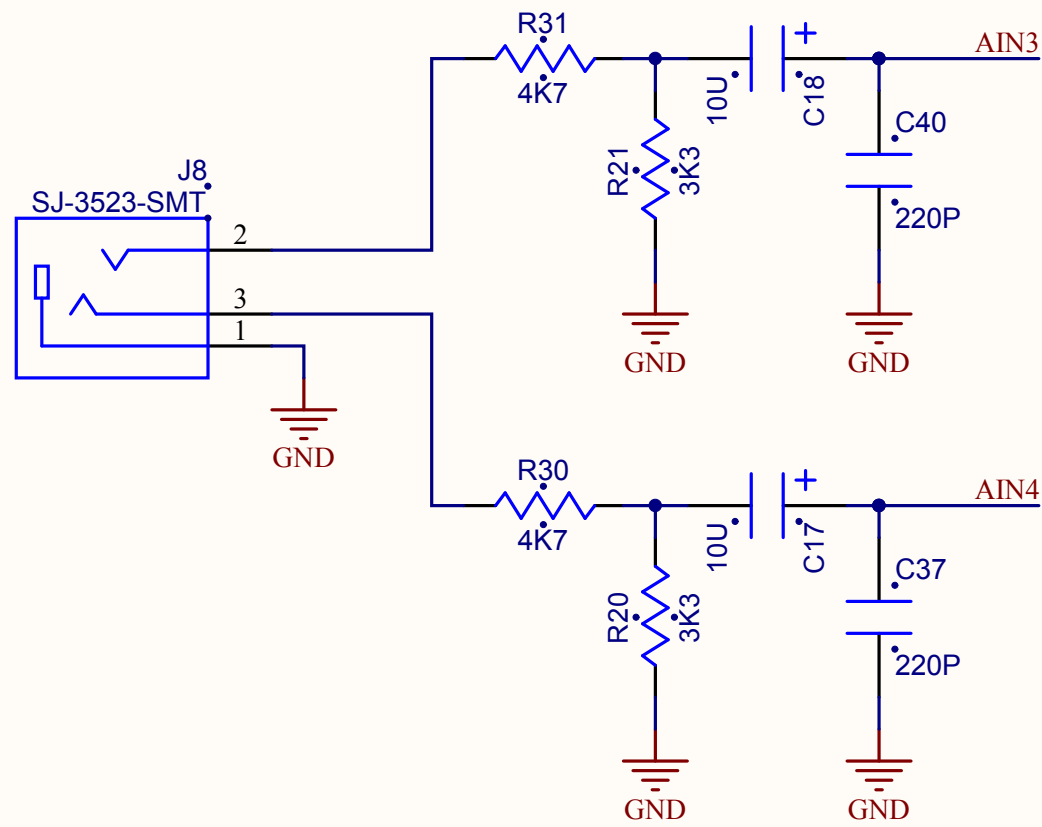 R31
4K7
10U
C18
AIN3
R21
3K3
C40
220P
GND
GND
J8
SJ-3523-SMT
2
3
1
GND
R30
4K7
10U
C17
AIN4
R20
3K3
C37
220P
GND
GND